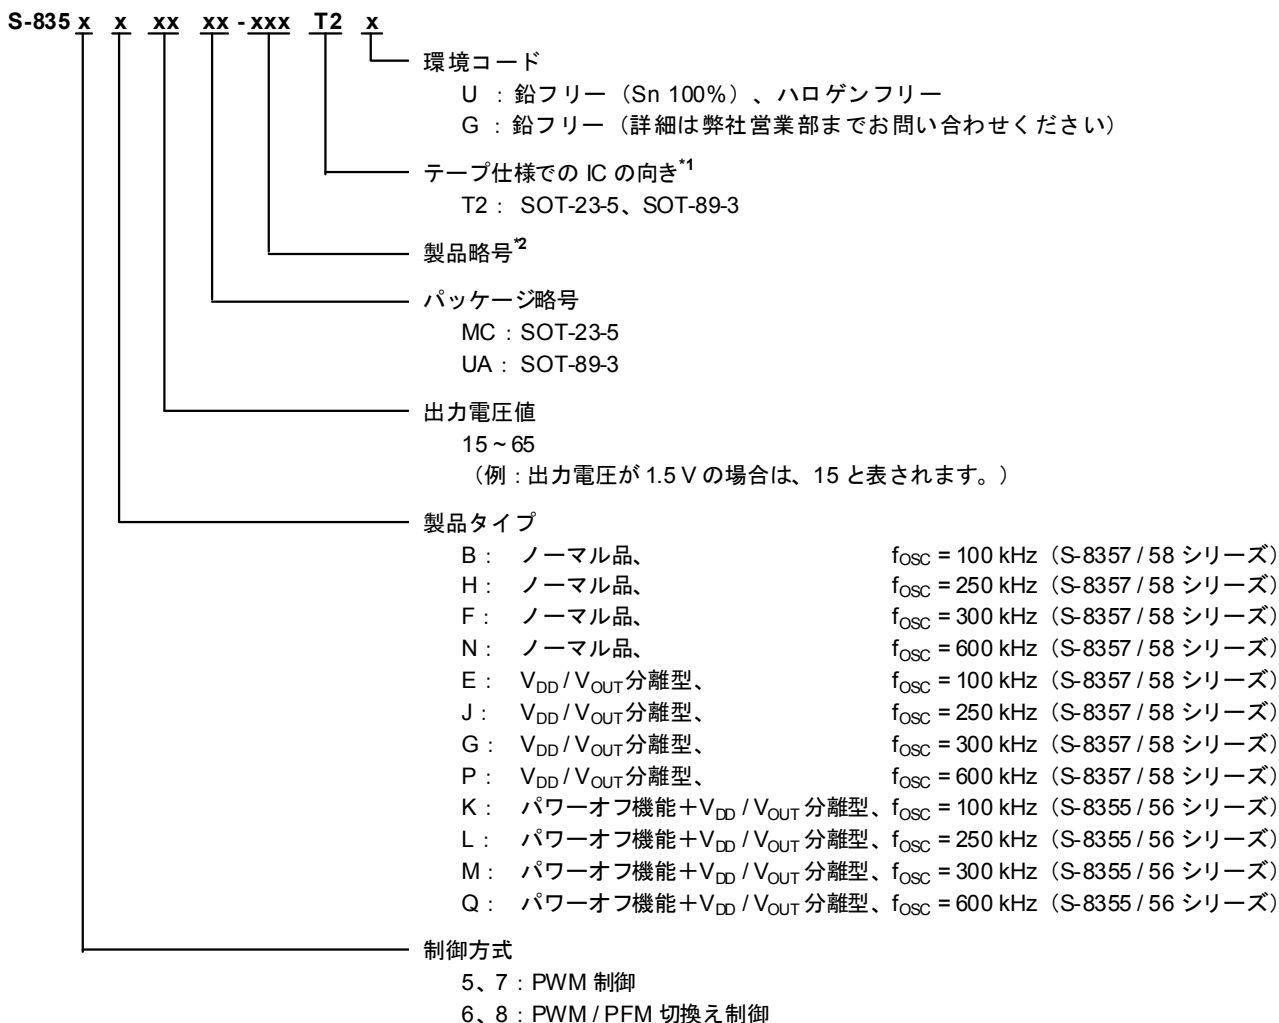 S-835 x x xx xx - xxx T2 x
環境コード
U : 鉛フリー（Sn 100%）、ハロゲンフリー
G : 鉛フリー（詳細は弊社営業部までお問い合わせください）
テープ仕様での IC の向き*1
T2 : SOT-23-5、SOT-89-3
製品略号*2
パッケージ略号
MC : SOT-23-5
UA : SOT-89-3
出力電圧値
15 ~ 65
（例 : 出力電圧が 1.5 V の場合は、15 と表されます。）
製品タイプ
B : ノーマル品、 fOSC = 100 kHz（S-8357 / 58 シリーズ）
H : ノーマル品、 fOSC = 250 kHz（S-8357 / 58 シリーズ）
F : ノーマル品、 fOSC = 300 kHz（S-8357 / 58 シリーズ）
N : ノーマル品、 fOSC = 600 kHz（S-8357 / 58 シリーズ）
E : VDD / VOUT分離型、 fOSC = 100 kHz（S-8357 / 58 シリーズ）
J : VDD / VOUT分離型、 fOSC = 250 kHz（S-8357 / 58 シリーズ）
G : VDD / VOUT分離型、 fOSC = 300 kHz（S-8357 / 58 シリーズ）
P : VDD / VOUT分離型、 fOSC = 600 kHz（S-8357 / 58 シリーズ）
K : パワーオフ機能＋VDD / VOUT 分離型、fOSC = 100 kHz（S-8355 / 56 シリーズ）
L : パワーオフ機能＋VDD / VOUT 分離型、fOSC = 250 kHz（S-8355 / 56 シリーズ）
M : パワーオフ機能＋VDD / VOUT 分離型、fOSC = 300 kHz（S-8355 / 56 シリーズ）
Q : パワーオフ機能＋VDD / VOUT 分離型、fOSC = 600 kHz（S-8355 / 56 シリーズ）
制御方式
5、7 : PWM 制御
6、8 : PWM / PFM 切換え制御